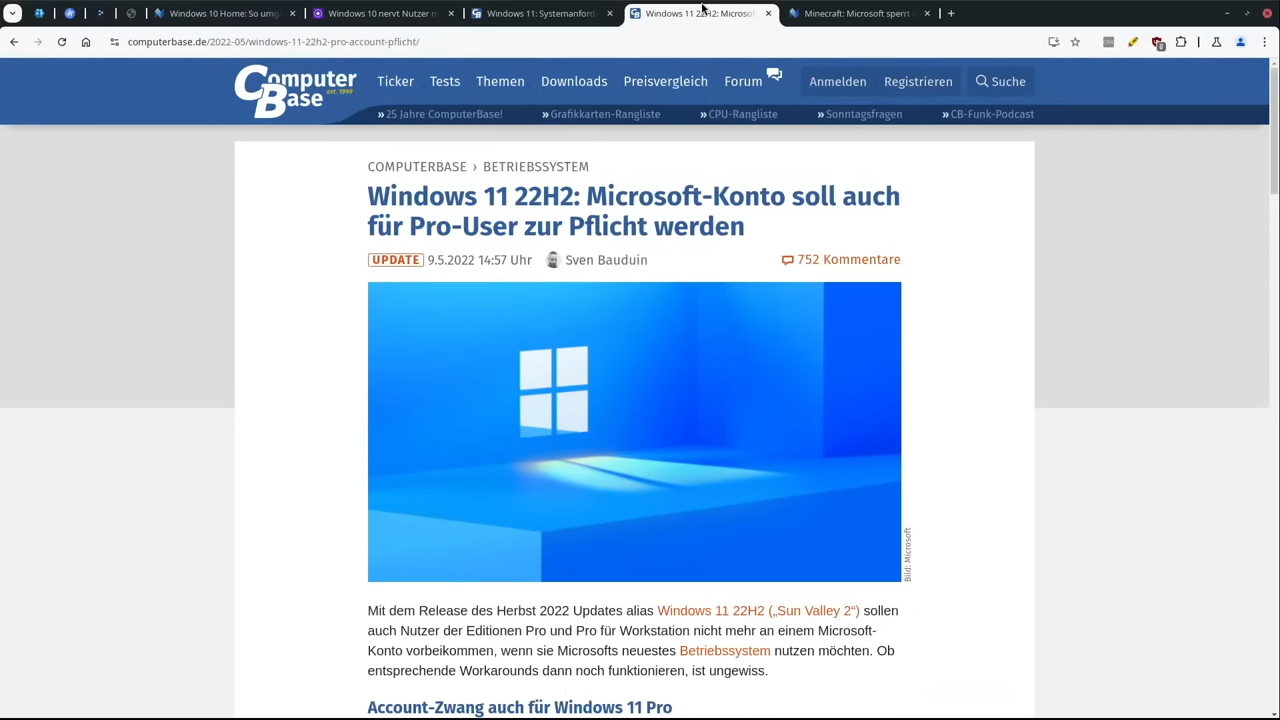 Windows 10 Home: So umg
Windows 10 nervt Nutzer m
Windows 11: Systemanford
Windows 11 22H2: Microsof
Minecraft: Microsoft sperrt
computerbase.de/2022-05/windows-11-22h2-pro-account-pflicht/
ComputerBase
est. 1999
Ticker Tests Themen Downloads Preisvergleich Forum Anmelden Registrieren Suche
»25 Jahre ComputerBase! »Grafikkarten-Rangliste »CPU-Rangliste »Sonntagsfragen »CB-Funk-Podcast
COMPUTERBASE › BETRIEBSSYSTEM
Windows 11 22H2: Microsoft-Konto soll auch
für Pro-User zur Pflicht werden
UPDATE 9.5.2022 14:57 Uhr Sven Bauduin 752 Kommentare
Bild: Microsoft
Mit dem Release des Herbst 2022 Updates alias Windows 11 22H2 („Sun Valley 2“) sollen
auch Nutzer der Editionen Pro und Pro für Workstation nicht mehr an einem Microsoft-
Konto vorbeikommen, wenn sie Microsofts neuestes Betriebssystem nutzen möchten. Ob
entsprechende Workarounds dann noch funktionieren, ist ungewiss.
Account-Zwang auch für Windows 11 Pro